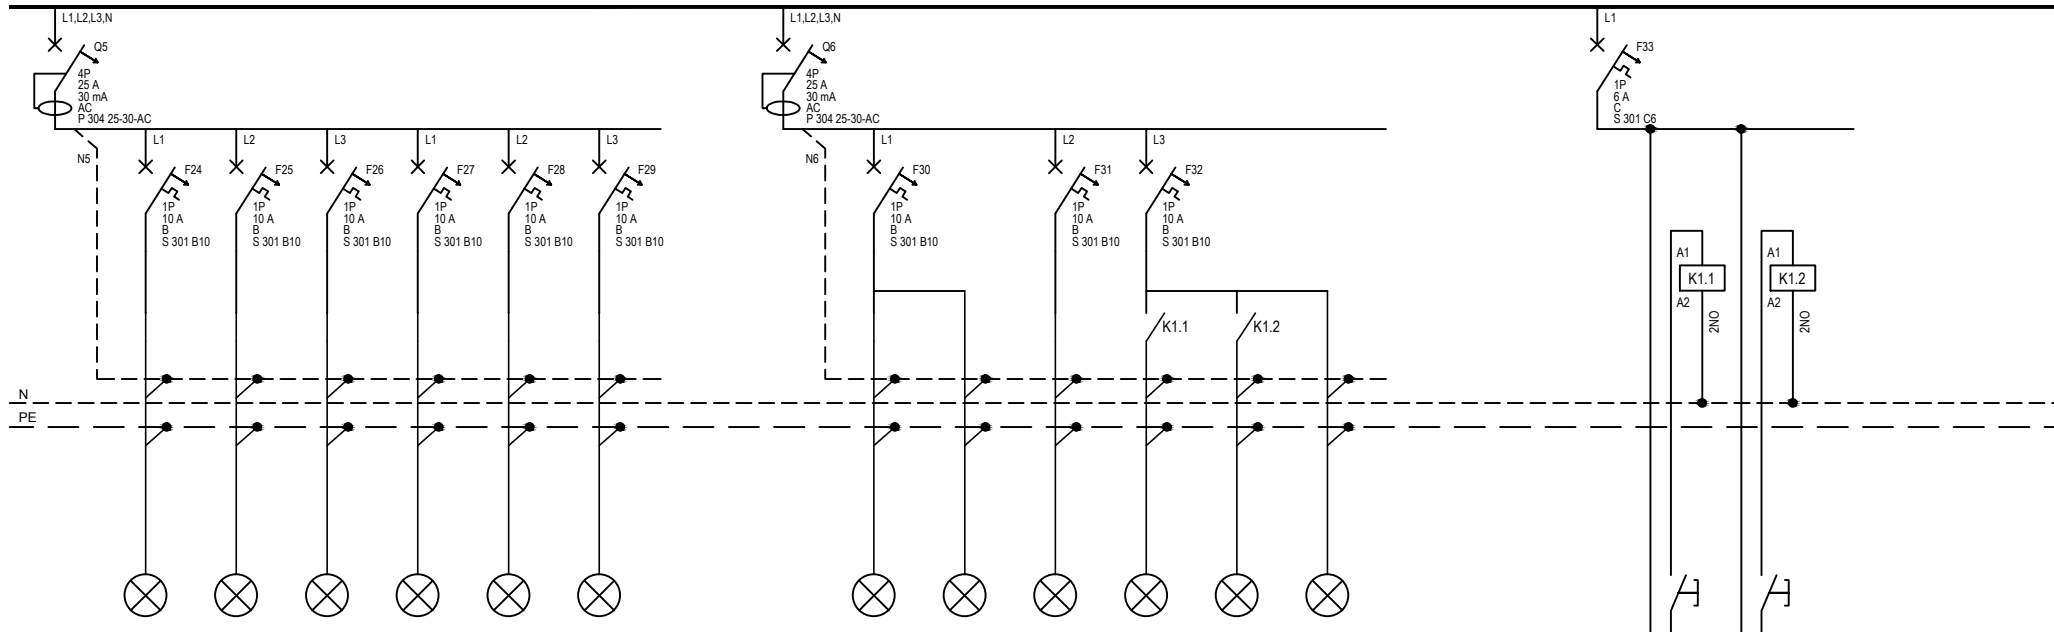 L1,L2,L3,N
Q5
4P
25 A
30 mA
AC
P 304 25-30-AC
N5
L1
F24
1P
10 A
B
S 301 B10
L2
F25
1P
10 A
B
S 301 B10
L3
F26
1P
10 A
B
S 301 B10
L1
F27
1P
10 A
B
S 301 B10
L2
F28
1P
10 A
B
S 301 B10
L3
F29
1P
10 A
B
S 301 B10
L1,L2,L3,N
Q6
4P
25 A
30 mA
AC
P 304 25-30-AC
N6
L1
F30
1P
10 A
B
S 301 B10
L2
F31
1P
10 A
B
S 301 B10
L3
F32
1P
10 A
B
S 301 B10
K1.1
K1.2
L1
F33
1P
6 A
C
S 301 C6
A1
K1.1
A2
2NO
A1
K1.2
A2
2NO
N
PE